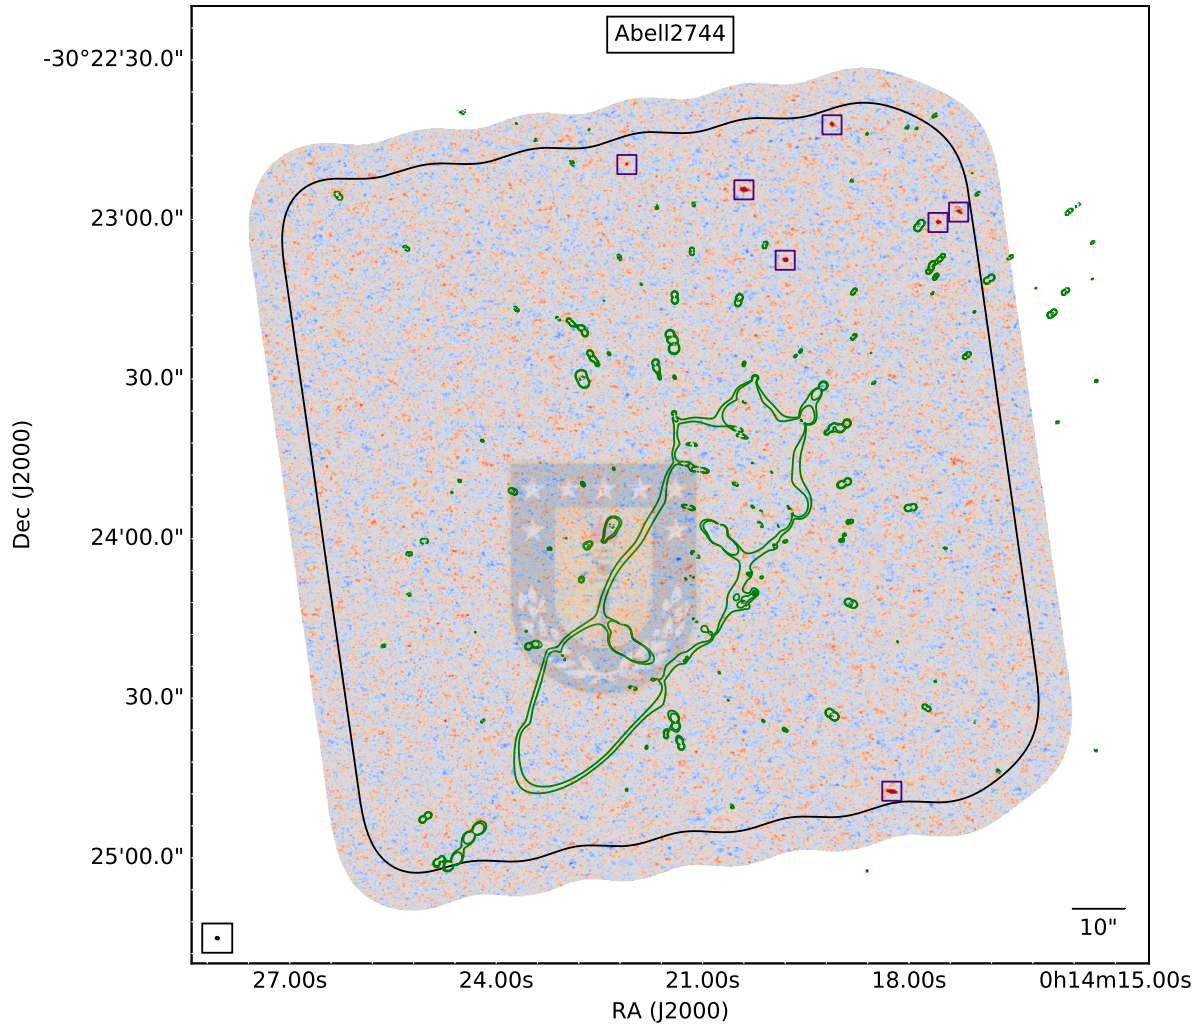 Abell2744
-30°22'30.0"
23'00.0"
30.0"
24'00.0"
30.0"
25'00.0"
Dec (J2000)
10"
27.00s
24.00s
21.00s
18.00s
0h14m15.00s
RA (J2000)